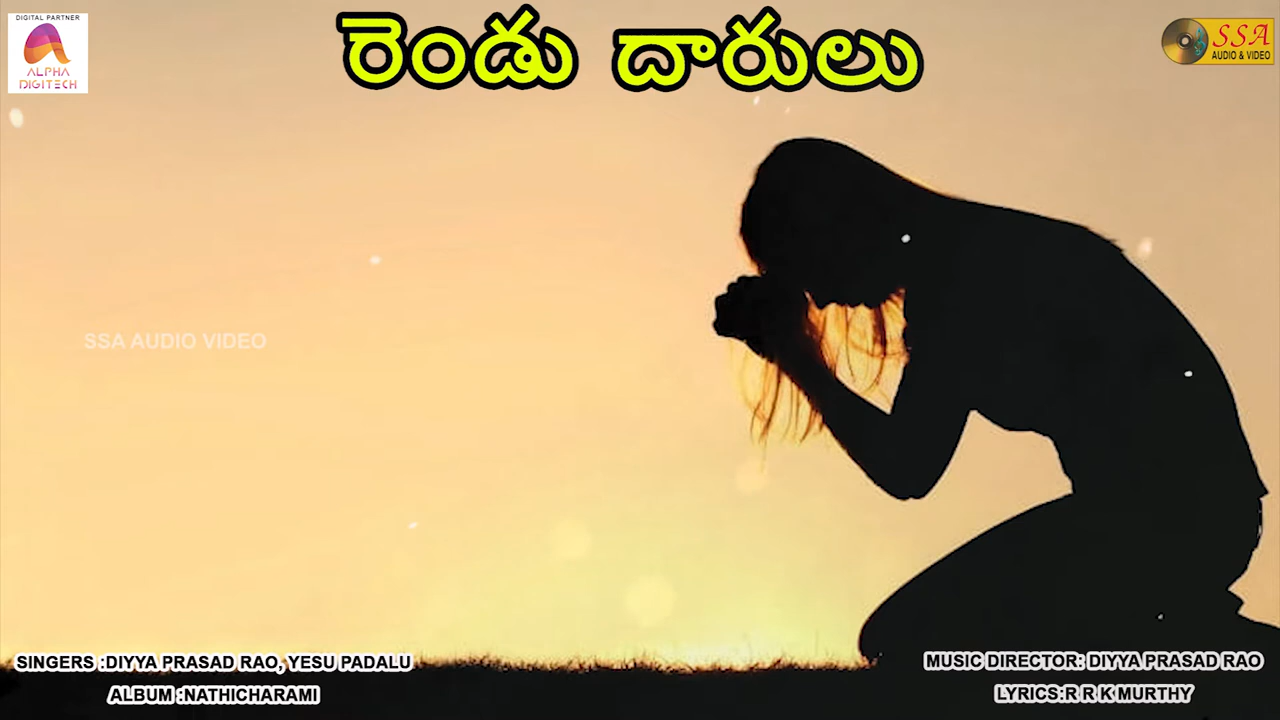 DIGITAL PARTNER
ALPHA
DIGITECH
రెండు దారులు
SSA
AUDIO & VIDEO
SSA AUDIO VIDEO
SINGERS :DIYYA PRASAD RAO, YESU PADALU
ALBUM :NATHICHARAMI
MUSIC DIRECTOR: DIYYA PRASAD RAO
LYRICS:R R K MURTHY